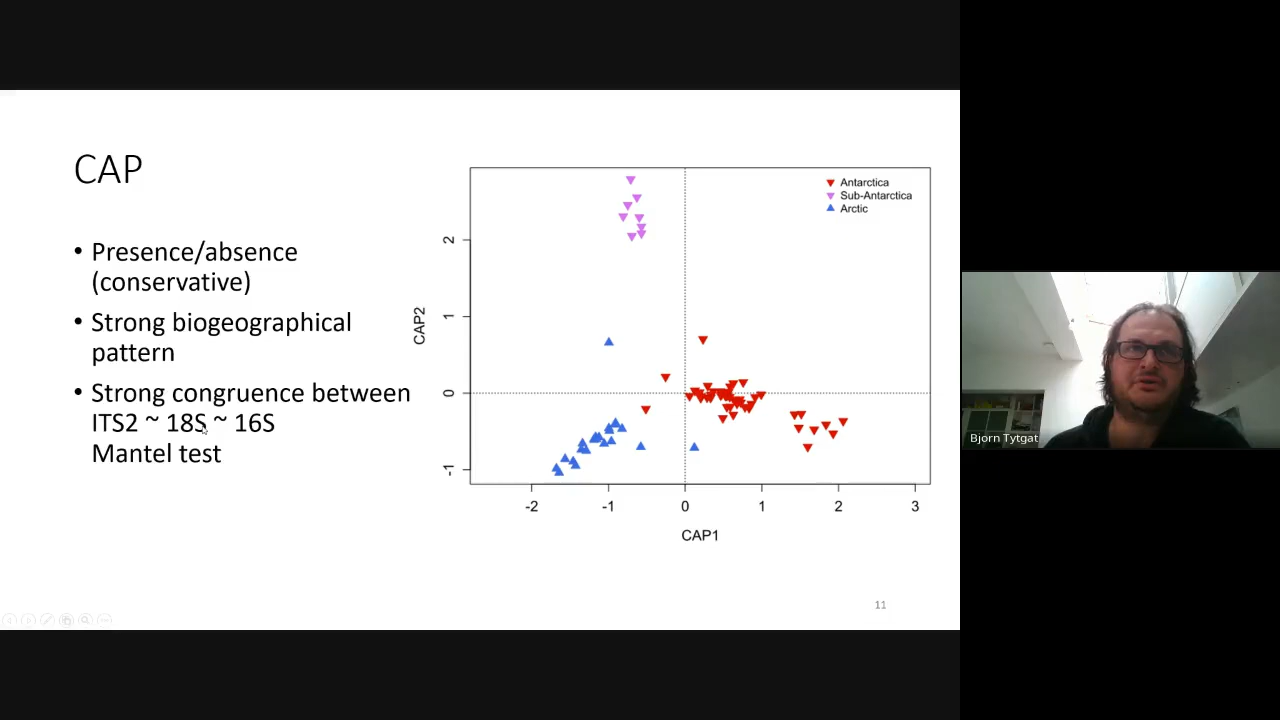 CAP
• Presence/absence
(conservative)
• Strong biogeographical
pattern
• Strong congruence between
ITS2 ~ 18S ~ 16S
Mantel test
Antarctica
Sub-Antarctica
Arctic
CAP2
2
1
0
-1
-2 -1 0 1 2 3
CAP1
11
Bjorn Tytgat